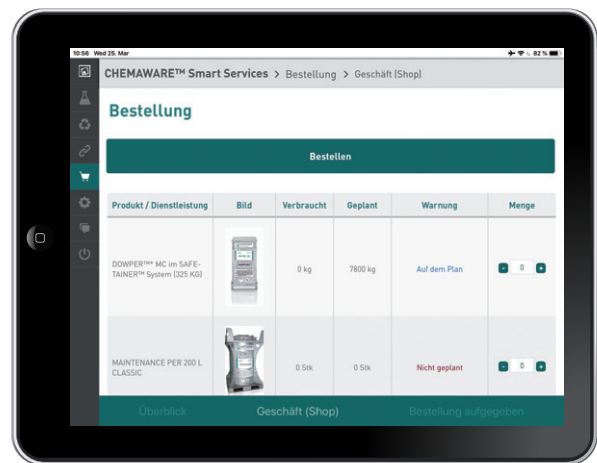 10:56 Wed 25. Mar 82 %
CHEMAWARE™ Smart Services > Bestellung > Geschäft (Shop)
Bestellung
Bestellen
Produkt / Dienstleistung Bild Verbraucht Geplant Warnung Menge
DOWPER™* MC im SAFE-
TAINER™ System (325 KG) 0 kg 7800 kg Auf dem Plan - 0 +
MAINTENANCE PER 200 L
CLASSIC 0 Stk 0 Stk Nicht geplant - 0 +
Überblick Geschäft (Shop) Bestellung aufgegeben